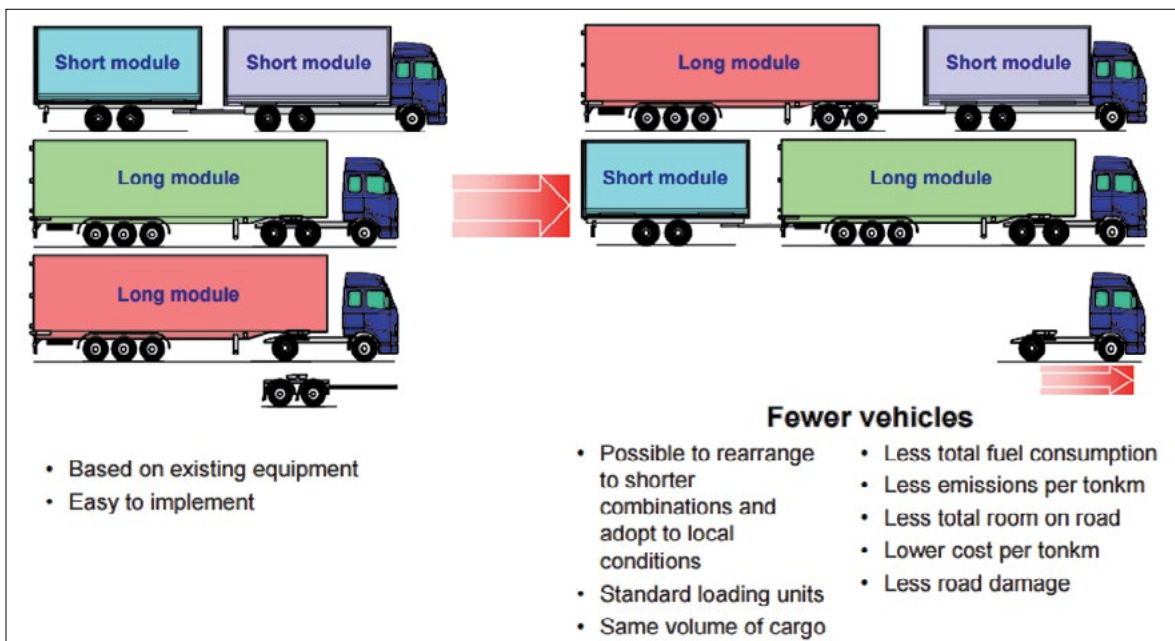 Short module
Short module
Long module
Long module
Long module
Short module
Short module
Long module
• Based on existing equipment
• Easy to implement
Fewer vehicles
• Possible to rearrange
to shorter
combinations and
adopt to local
conditions
• Standard loading units
• Same volume of cargo
• Less total fuel consumption
• Less emissions per tonkm
• Less total room on road
• Lower cost per tonkm
• Less road damage